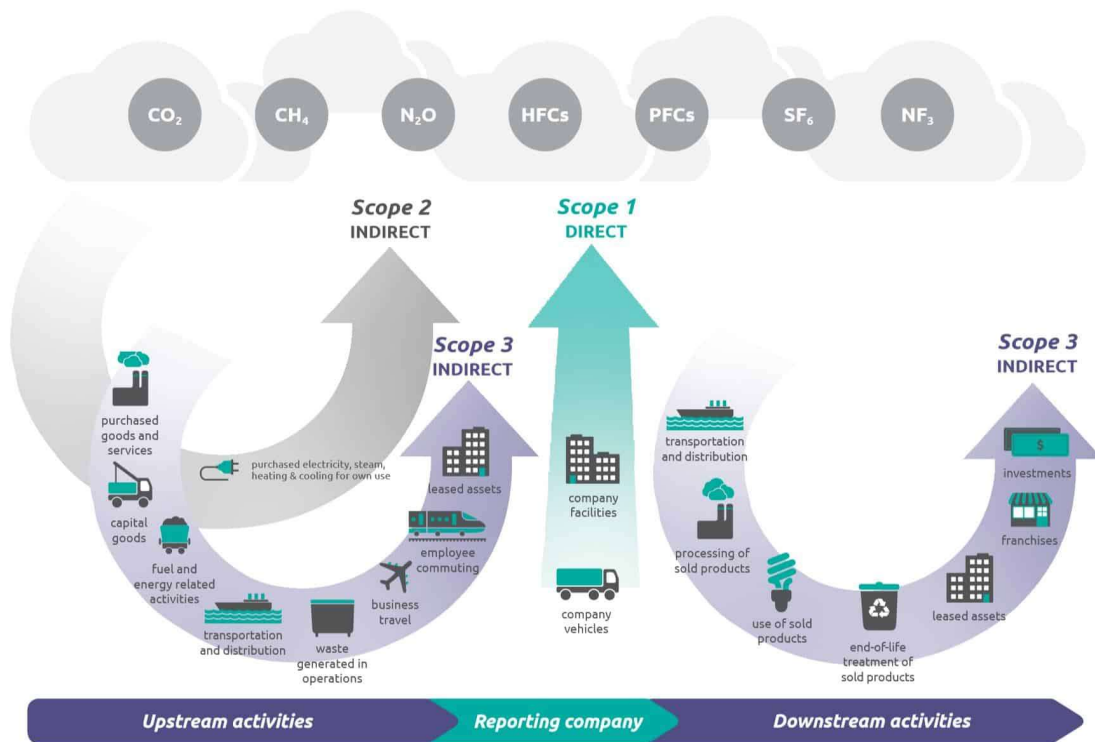 CO₂
CH₄
N₂O
HFCs
PFCs
SF₆
NF₃
Scope 2
INDIRECT
Scope 1
DIRECT
Scope 3
INDIRECT
Scope 3
INDIRECT
purchased
goods and
services
capital
goods
fuel and
energy related
activities
transportation
and distribution
waste
generated in
operations
business
travel
employee
commuting
leased assets
purchased electricity, steam,
heating & cooling for own use
company
facilities
company
vehicles
transportation
and distribution
processing of
sold products
use of sold
products
end-of-life
treatment of
sold products
leased assets
franchises
$
investments
Upstream activities
Reporting company
Downstream activities